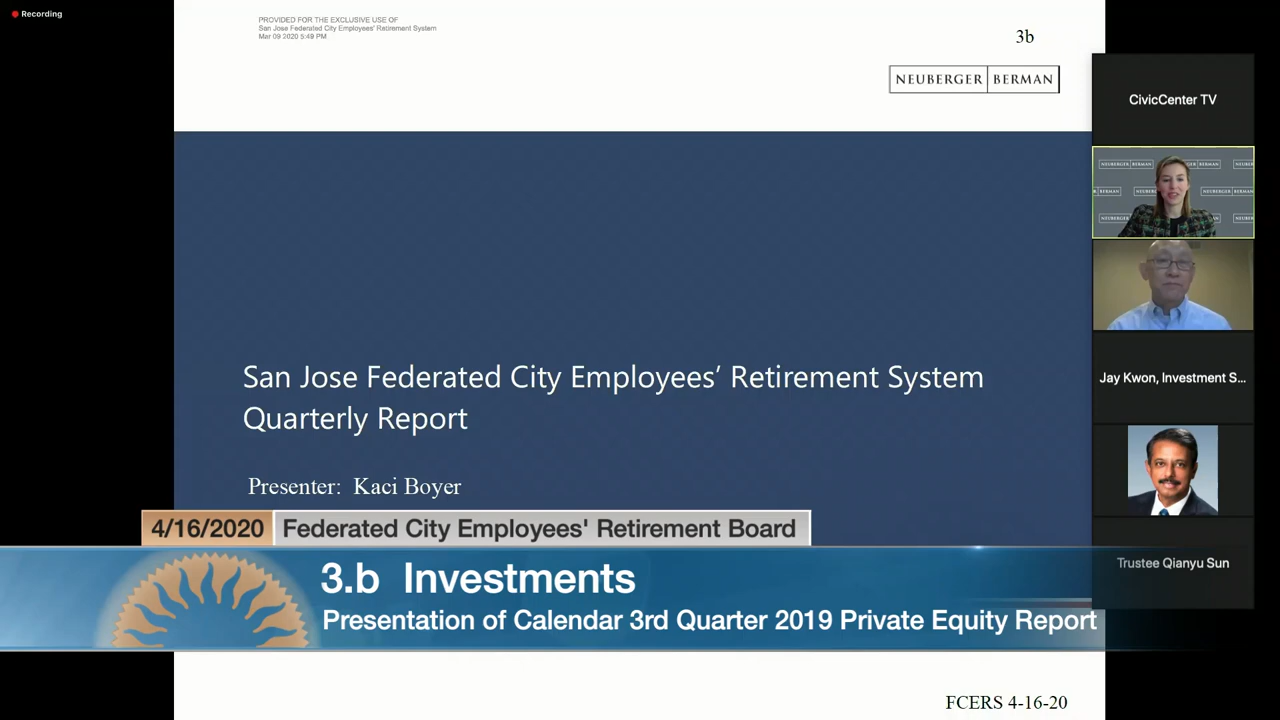 Recording
PROVIDED FOR THE EXCLUSIVE USE OF
San Jose Federated City Employees' Retirement System
Mar 09 2020 5:49 PM
3b
NEUBERGER BERMAN
CivicCenter TV
NEUBERGER BERMAN
San Jose Federated City Employees’ Retirement System
Quarterly Report
Presenter: Kaci Boyer
Jay Kwon, Investment S...
Trustee Qianyu Sun
4/16/2020 Federated City Employees' Retirement Board
3.b Investments
Presentation of Calendar 3rd Quarter 2019 Private Equity Report
FCERS 4-16-20